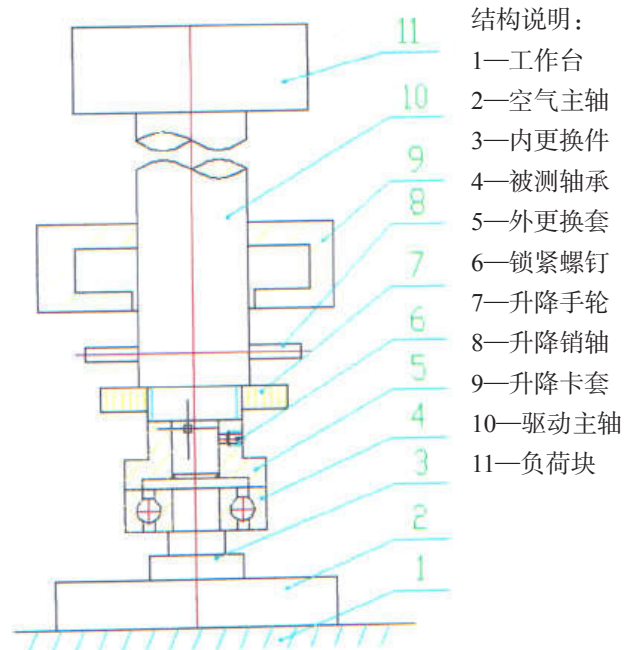 结构说明：
1—工作台
2—空气主轴
3—内更换件
4—被测轴承
5—外更换套
6—锁紧螺钉
7—升降手轮
8—升降销轴
9—升降卡套
10—驱动主轴
11—负荷块
11
10
9
8
7
6
5
4
3
2
1